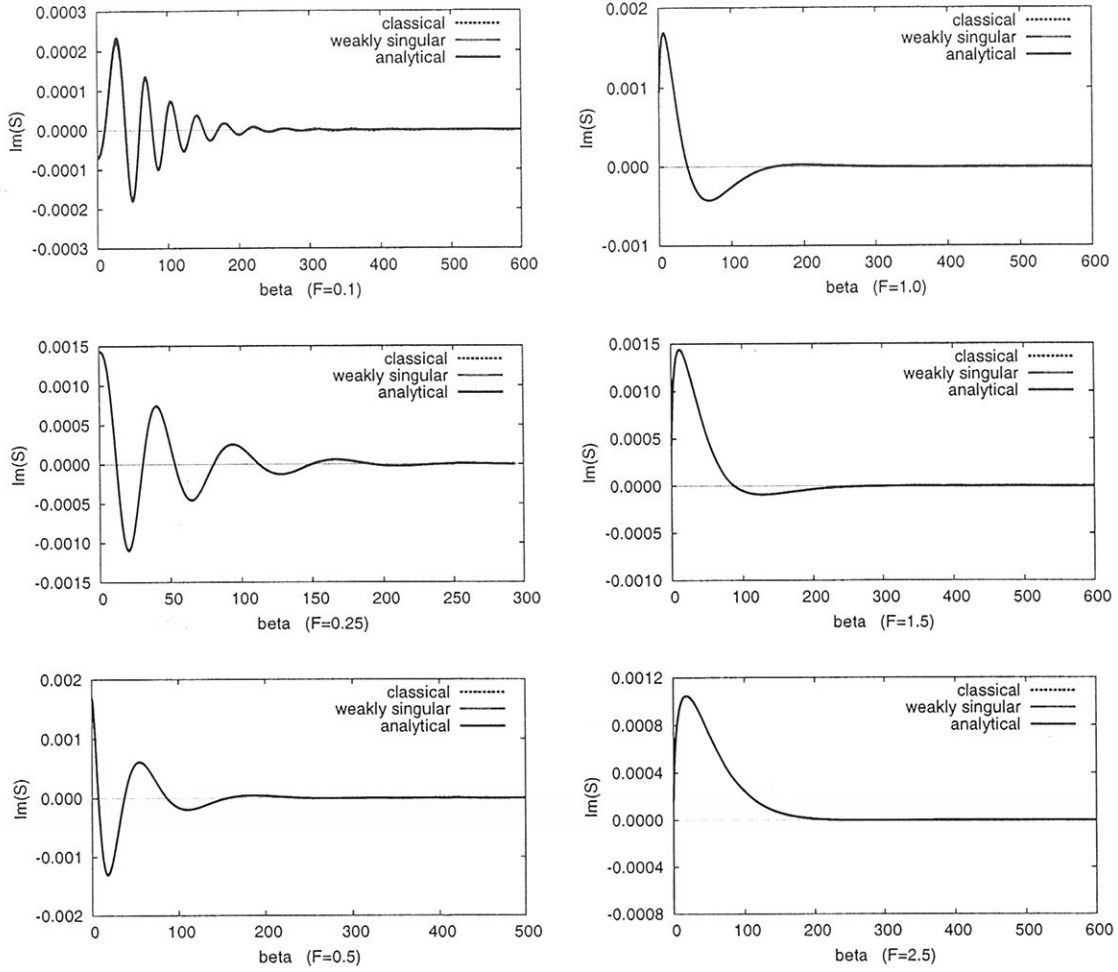 0.0003
0.0002
0.0001
0.0000
-0.0001
-0.0002
-0.0003
Im(S)
classical
weakly singular
analytical
0 100 200 300 400 500 600
beta (F=0.1)
0.002
0.001
0.000
-0.001
Im(S)
classical
weakly singular
analytical
0 100 200 300 400 500 600
beta (F=1.0)
0.0015
0.0010
0.0005
0.0000
-0.0005
-0.0010
-0.0015
Im(S)
classical
weakly singular
analytical
0 50 100 150 200 250 300
beta (F=0.25)
0.0015
0.0010
0.0005
0.0000
-0.0005
-0.0010
Im(S)
classical
weakly singular
analytical
0 100 200 300 400 500 600
beta (F=1.5)
0.002
0.001
0.000
-0.001
-0.002
Im(S)
classical
weakly singular
analytical
0 100 200 300 400 500
beta (F=0.5)
0.0012
0.0008
0.0004
0.0000
-0.0004
-0.0008
Im(S)
classical
weakly singular
analytical
0 100 200 300 400 500 600
beta (F=2.5)